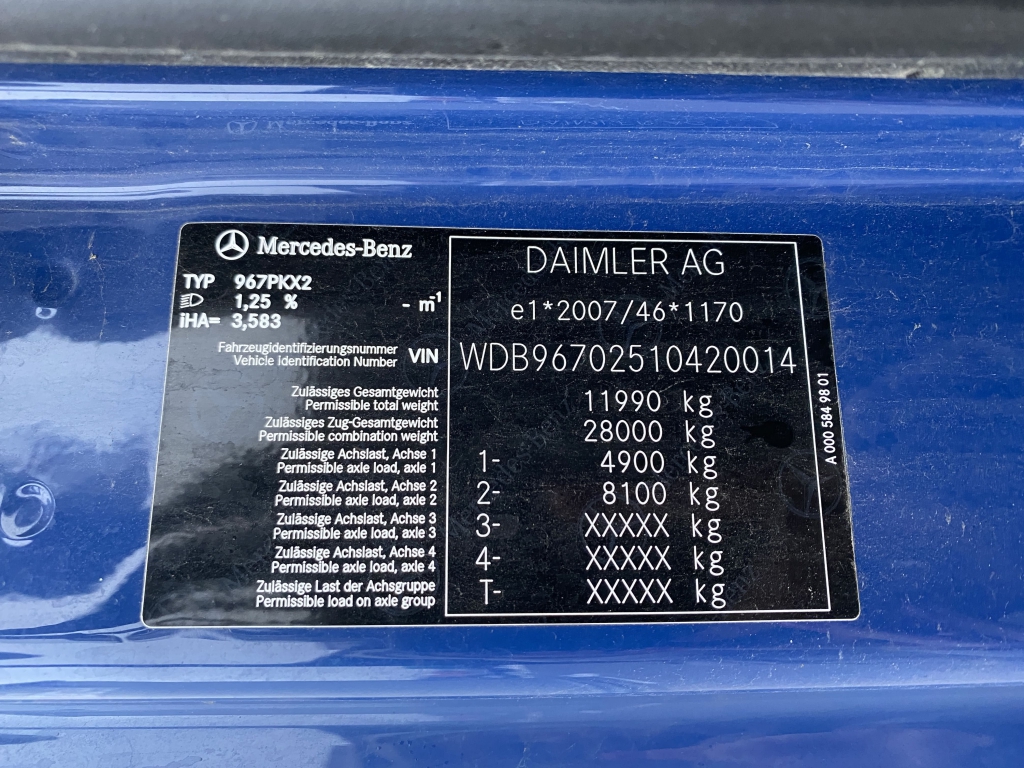 Mercedes-Benz
TYP 967PKX2
1,25 % - m-1
iHA= 3,583
DAIMLER AG
e1*2007/46*1170
Fahrzeugidentifizierungsnummer
Vehicle Identification Number VIN WDB96702510420014
Zulässiges Gesamtgewicht
Permissible total weight 11990 kg
Zulässiges Zug-Gesamtgewicht
Permissible combination weight 28000 kg
Zulässige Achslast, Achse 1
Permissible axle load, axle 1 1- 4900 kg
Zulässige Achslast, Achse 2
Permissible axle load, axle 2 2- 8100 kg
Zulässige Achslast, Achse 3
Permissible axle load, axle 3 3- XXXXX kg
Zulässige Achslast, Achse 4
Permissible axle load, axle 4 4- XXXXX kg
Zulässige Last der Achsgruppe
Permissible load on axle group T- XXXXX kg
A 000 584 98 01